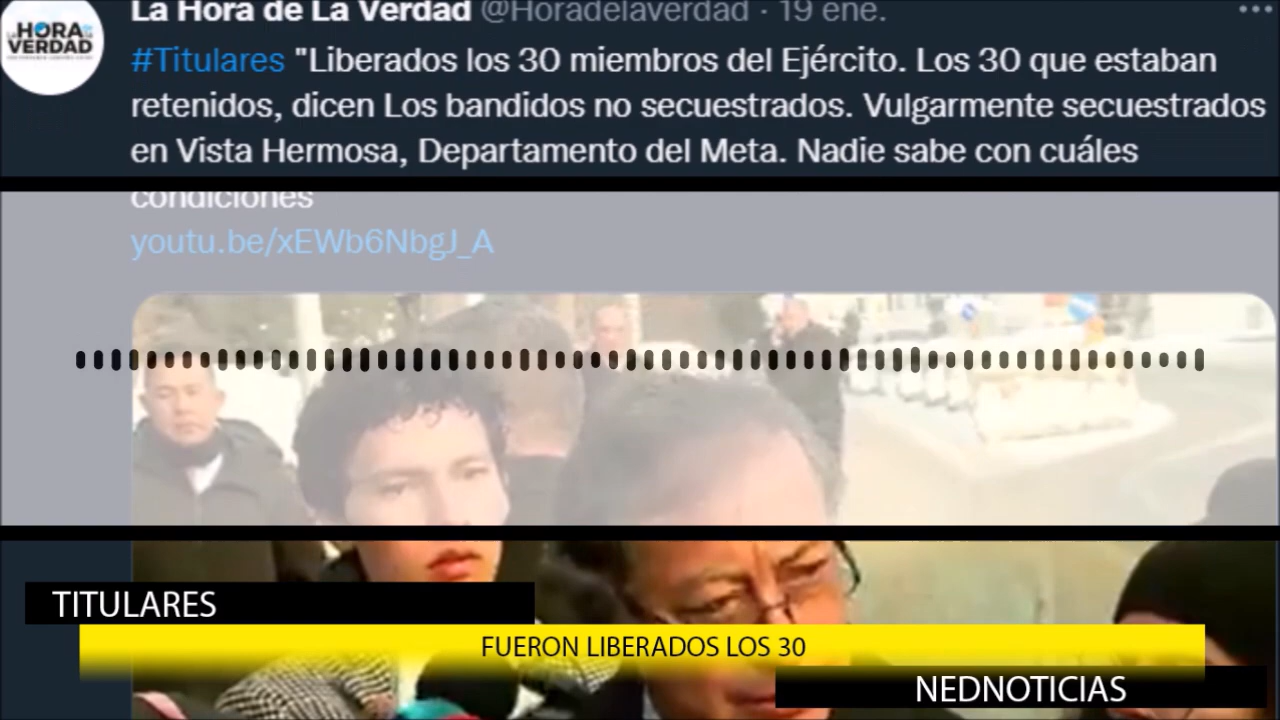 La Hora de La Verdad @Horadelaverdad · 19 ene.
HORA
VERDAD
#Titulares "Liberados los 30 miembros del Ejército. Los 30 que estaban
retenidos, dicen Los bandidos no secuestrados. Vulgarmente secuestrados
en Vista Hermosa, Departamento del Meta. Nadie sabe con cuáles
condiciones
youtu.be/xEWb6NbgJ_A
TITULARES
FUERON LIBERADOS LOS 30
NEDNOTICIAS